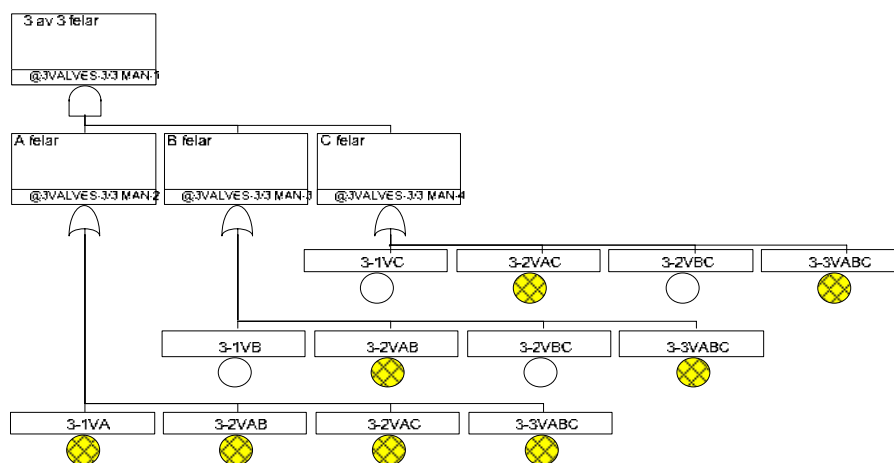 3 av 3 felar
@3VALVES-3/3 MAN-1
A felar
B felar
C felar
@3VALVES-3/3 MAN-2
@3VALVES-3/3 MAN-3
@3VALVES-3/3 MAN-4
3-1VC
3-2VAC
3-2VBC
3-3VABC
3-1VB
3-2VAB
3-2VBC
3-3VABC
3-1VA
3-2VAB
3-2VAC
3-3VABC